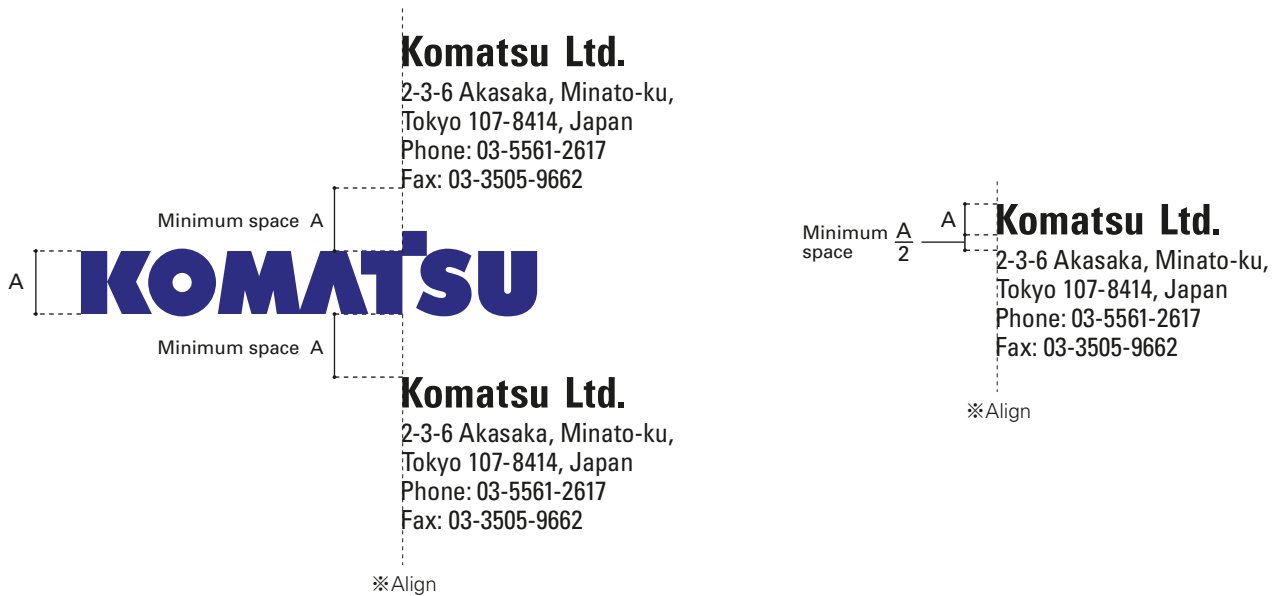 Komatsu Ltd.
2-3-6 Akasaka, Minato-ku,
Tokyo 107-8414, Japan
Phone: 03-5561-2617
Fax: 03-3505-9662
Minimum space A
A
KOMATSU
Minimum space A
Komatsu Ltd.
2-3-6 Akasaka, Minato-ku,
Tokyo 107-8414, Japan
Phone: 03-5561-2617
Fax: 03-3505-9662
※Align
Minimum space A/2
A
Komatsu Ltd.
2-3-6 Akasaka, Minato-ku,
Tokyo 107-8414, Japan
Phone: 03-5561-2617
Fax: 03-3505-9662
※Align